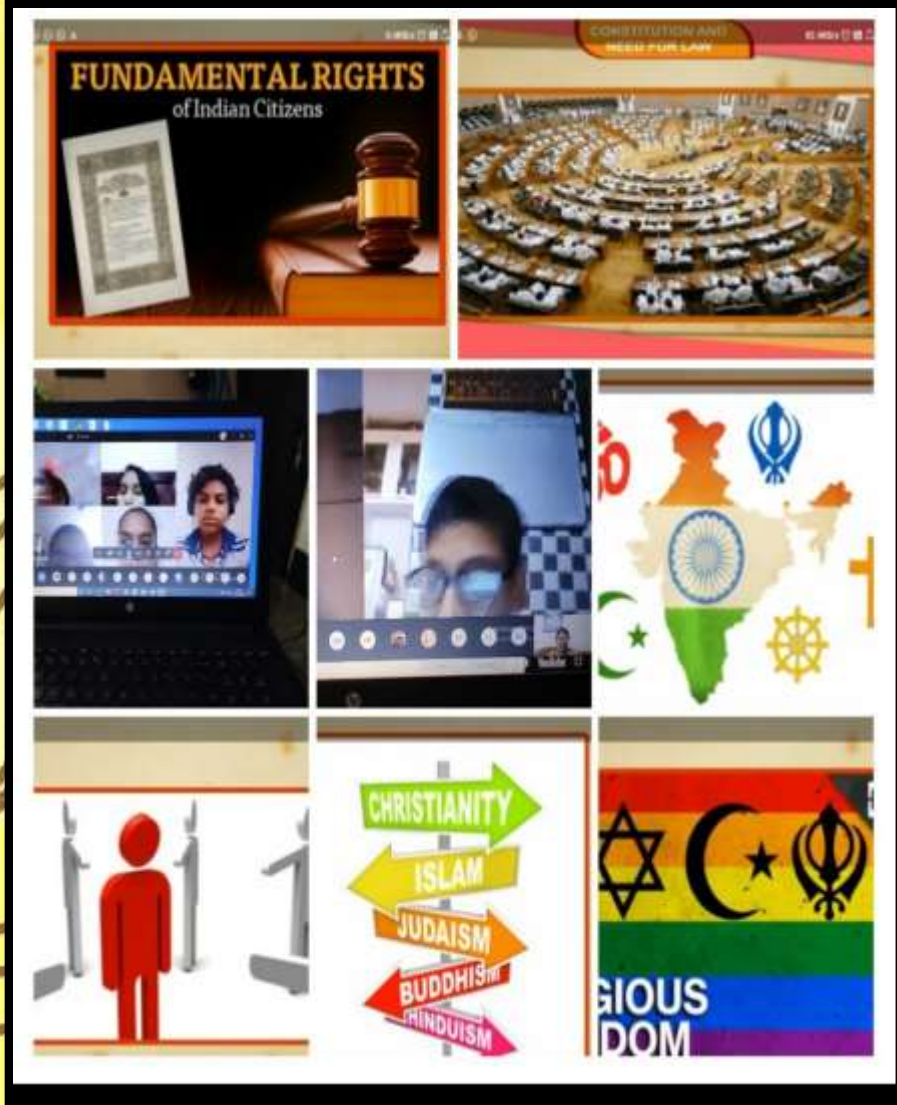 FUNDAMENTAL RIGHTS
of Indian Citizens
CONSTITUTION AND
NEED FOR LAW
CHRISTIANITY
ISLAM
JUDAISM
BUDDHISM
HINDUISM
GIOUS
DOM